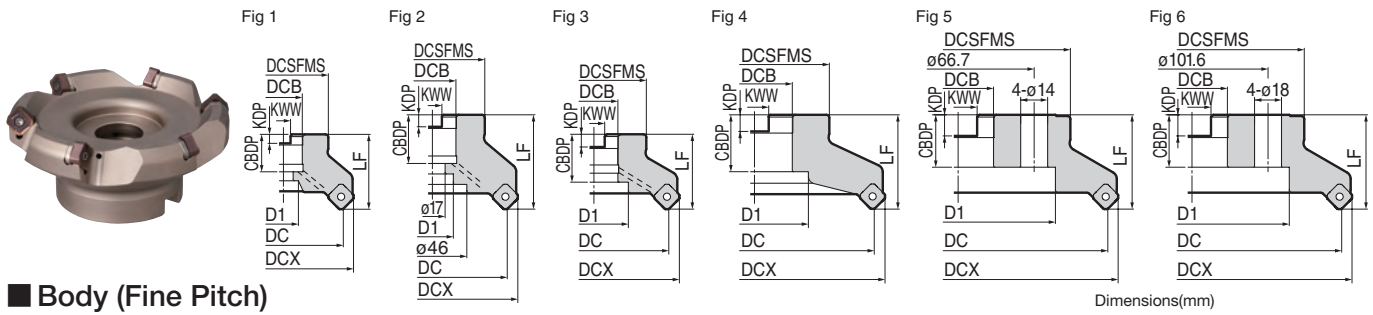 Fig 1
DCSFMS
DCB
KWW
KDP
CBDP
LF
D1
DC
DCX
Fig 2
DCSFMS
DCB
KWW
KDP
CBDP
LF
ø17
D1
ø46
DC
DCX
Fig 3
DCSFMS
DCB
KWW
KDP
CBDP
LF
D1
DC
DCX
Fig 4
DCSFMS
DCB
KWW
KDP
CBDP
LF
D1
DC
DCX
Fig 5
DCSFMS
ø66.7
DCB
4-ø14
KWW
KDP
CBDP
LF
D1
DC
DCX
Fig 6
DCSFMS
ø101.6
DCB
4-ø18
KWW
KDP
CBDP
LF
D1
DC
DCX
■ Body (Fine Pitch)
Dimensions(mm)